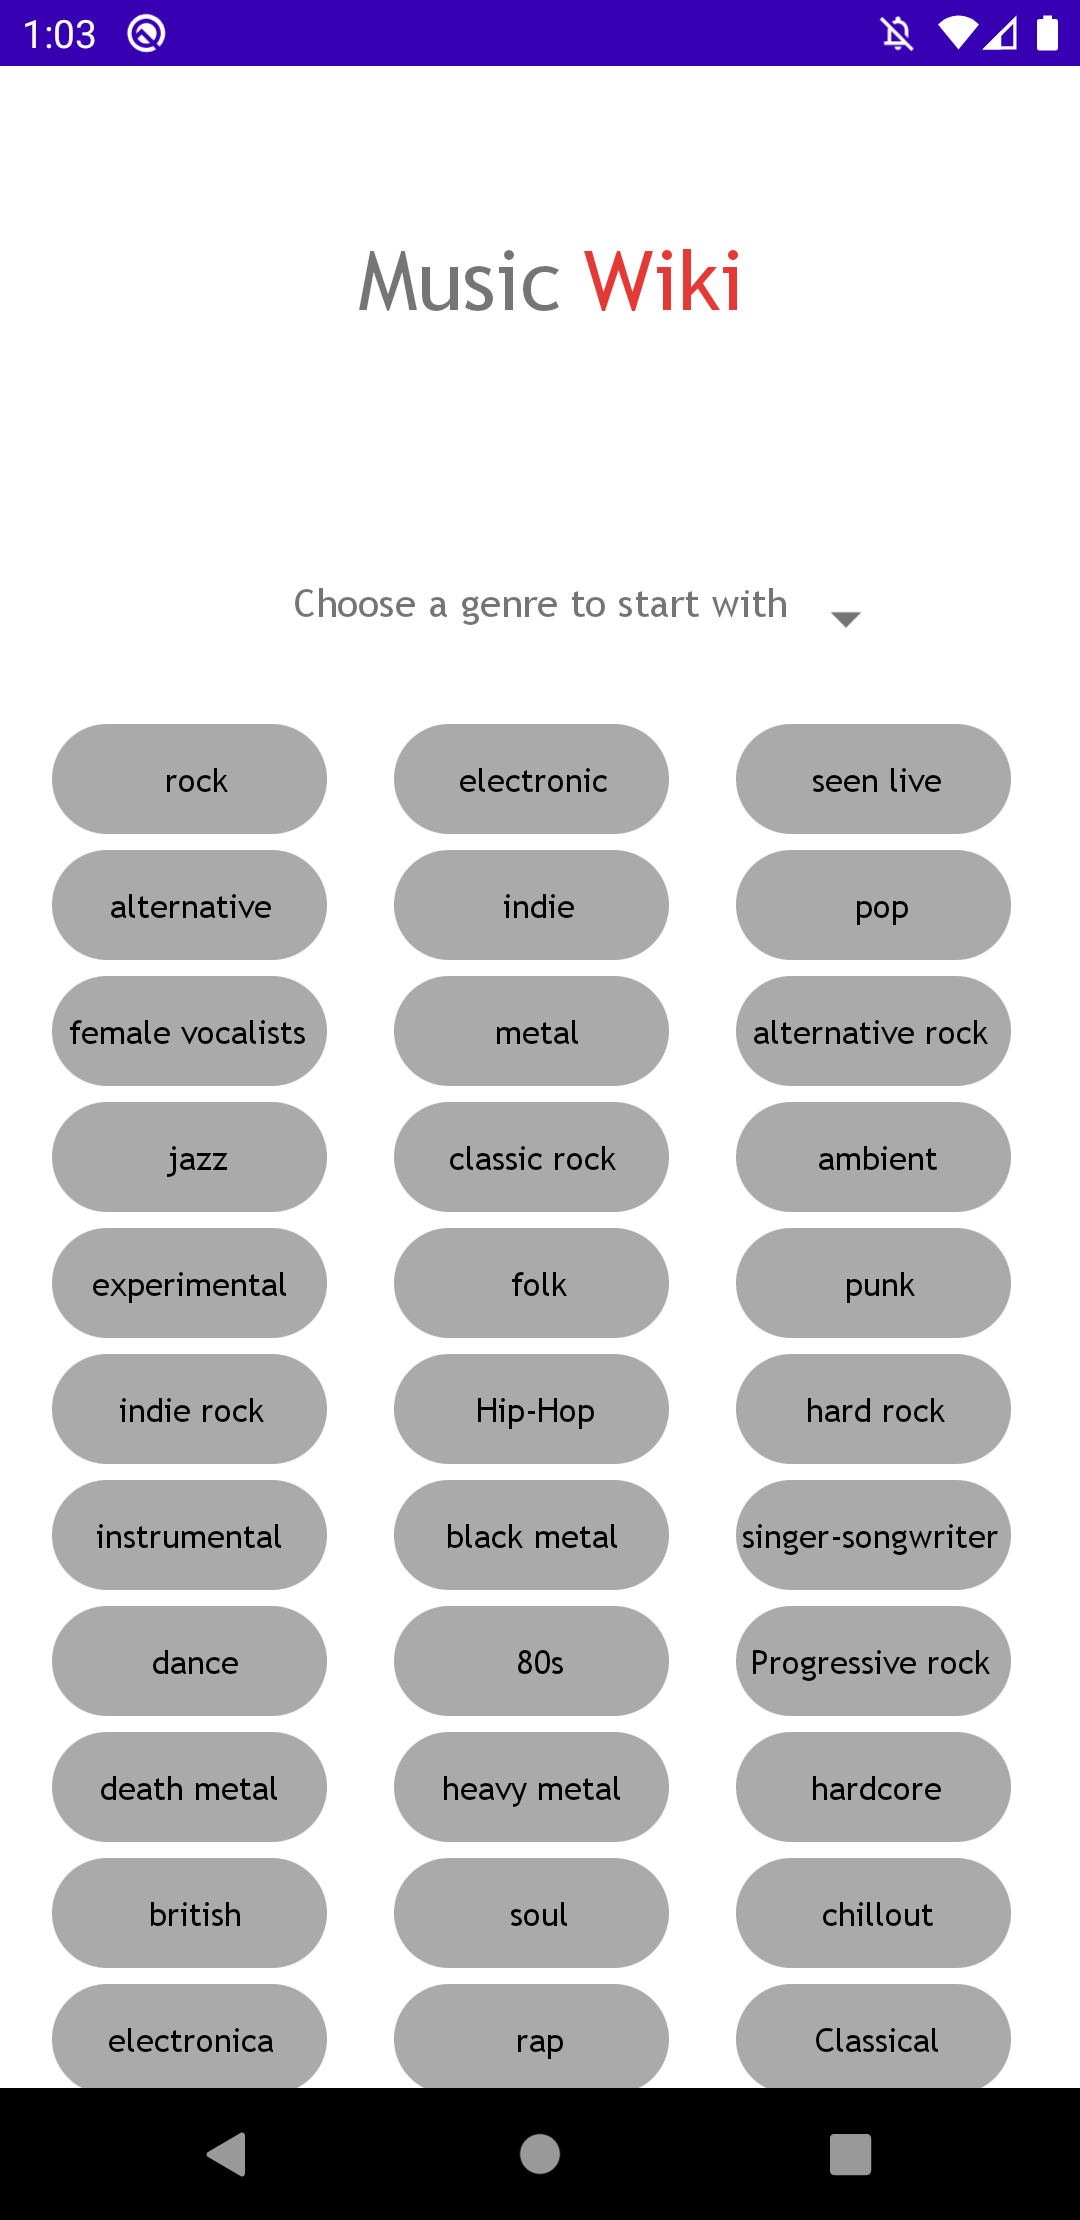 1:03
Music Wiki
Choose a genre to start with
rock electronic seen live
alternative indie pop
female vocalists metal alternative rock
jazz classic rock ambient
experimental folk punk
indie rock Hip-Hop hard rock
instrumental black metal singer-songwriter
dance 80s Progressive rock
death metal heavy metal hardcore
british soul chillout
electronica rap Classical